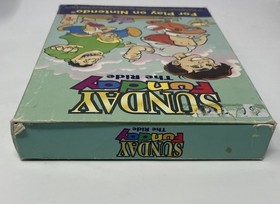 For Play on Nintendo
SUNDAY
Funday
The Ride
SUNDAY
Funday
The Ride